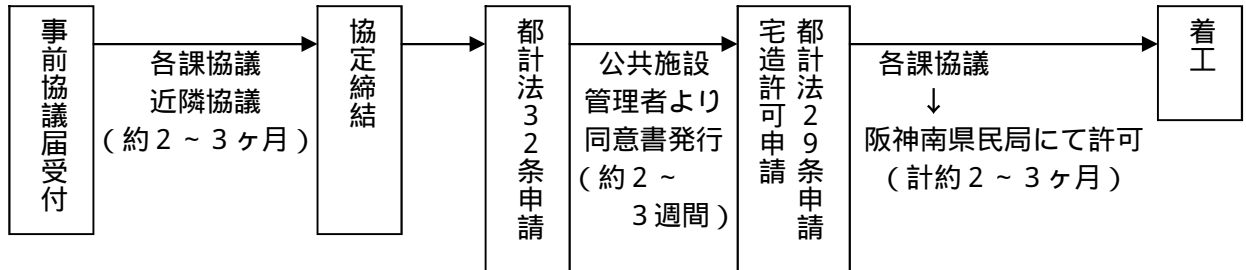 事前協議届受付
各課協議
近隣協議
(約2~3ヶ月)
協定締結
都計法32条申請
公共施設
管理者より
同意書発行
(約2~
3週間)
都計法29条申請
宅造許可申請
各課協議
↓
阪神南県民局にて許可
(計約2~3ヶ月)
着工